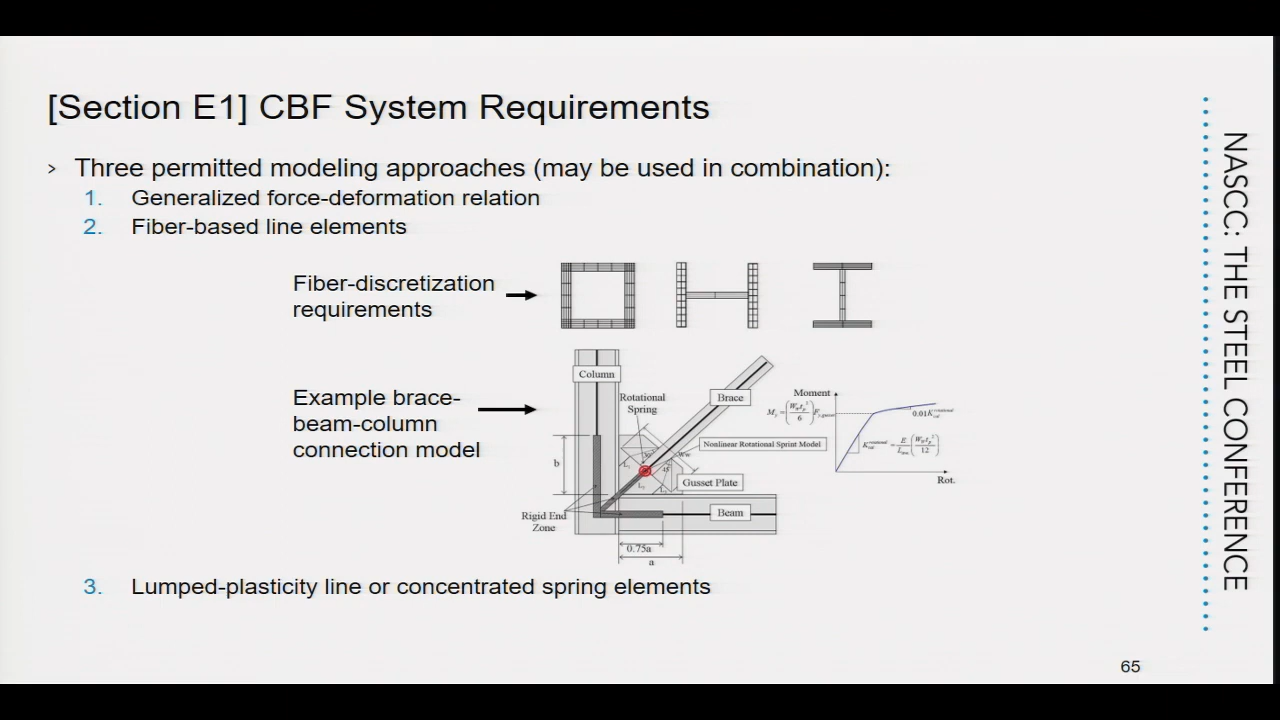 [Section E1] CBF System Requirements
› Three permitted modeling approaches (may be used in combination):
1. Generalized force-deformation relation
2. Fiber-based line elements
Fiber-discretization
requirements
Example brace-
beam-column
connection model
Column
Rotational
Spring
Brace
Nonlinear Rotational Sprint Model
Gusset Plate
b
Rigid End
Zone
Beam
0.75a
a
Moment
Rot.
3. Lumped-plasticity line or concentrated spring elements
65
NASCC: THE STEEL CONFERENCE